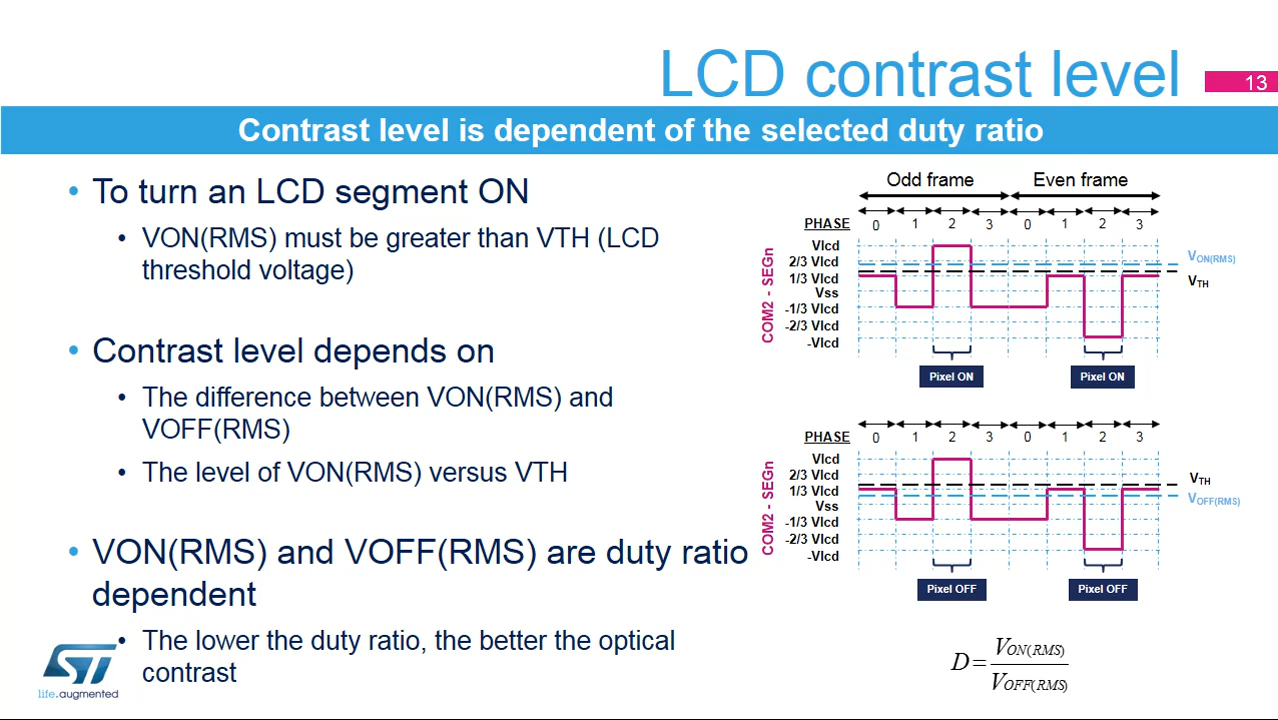 LCD contrast level
13
Contrast level is dependent of the selected duty ratio
• To turn an LCD segment ON
• VON(RMS) must be greater than VTH (LCD
threshold voltage)
• Contrast level depends on
• The difference between VON(RMS) and
VOFF(RMS)
• The level of VON(RMS) versus VTH
• VON(RMS) and VOFF(RMS) are duty ratio
dependent
• The lower the duty ratio, the better the optical
contrast
ST
life.augmented
Odd frame Even frame
PHASE 0 1 2 3 0 1 2 3
COM2 - SEGn
Vlcd
2/3 Vlcd
1/3 Vlcd
Vss
-1/3 Vlcd
-2/3 Vlcd
-Vlcd
VON(RMS)
VTH
Pixel ON Pixel ON
PHASE 0 1 2 3 0 1 2 3
COM2 - SEGn
Vlcd
2/3 Vlcd
1/3 Vlcd
Vss
-1/3 Vlcd
-2/3 Vlcd
-Vlcd
VTH
VOFF(RMS)
Pixel OFF Pixel OFF
D = VON(RMS)
VOFF(RMS)